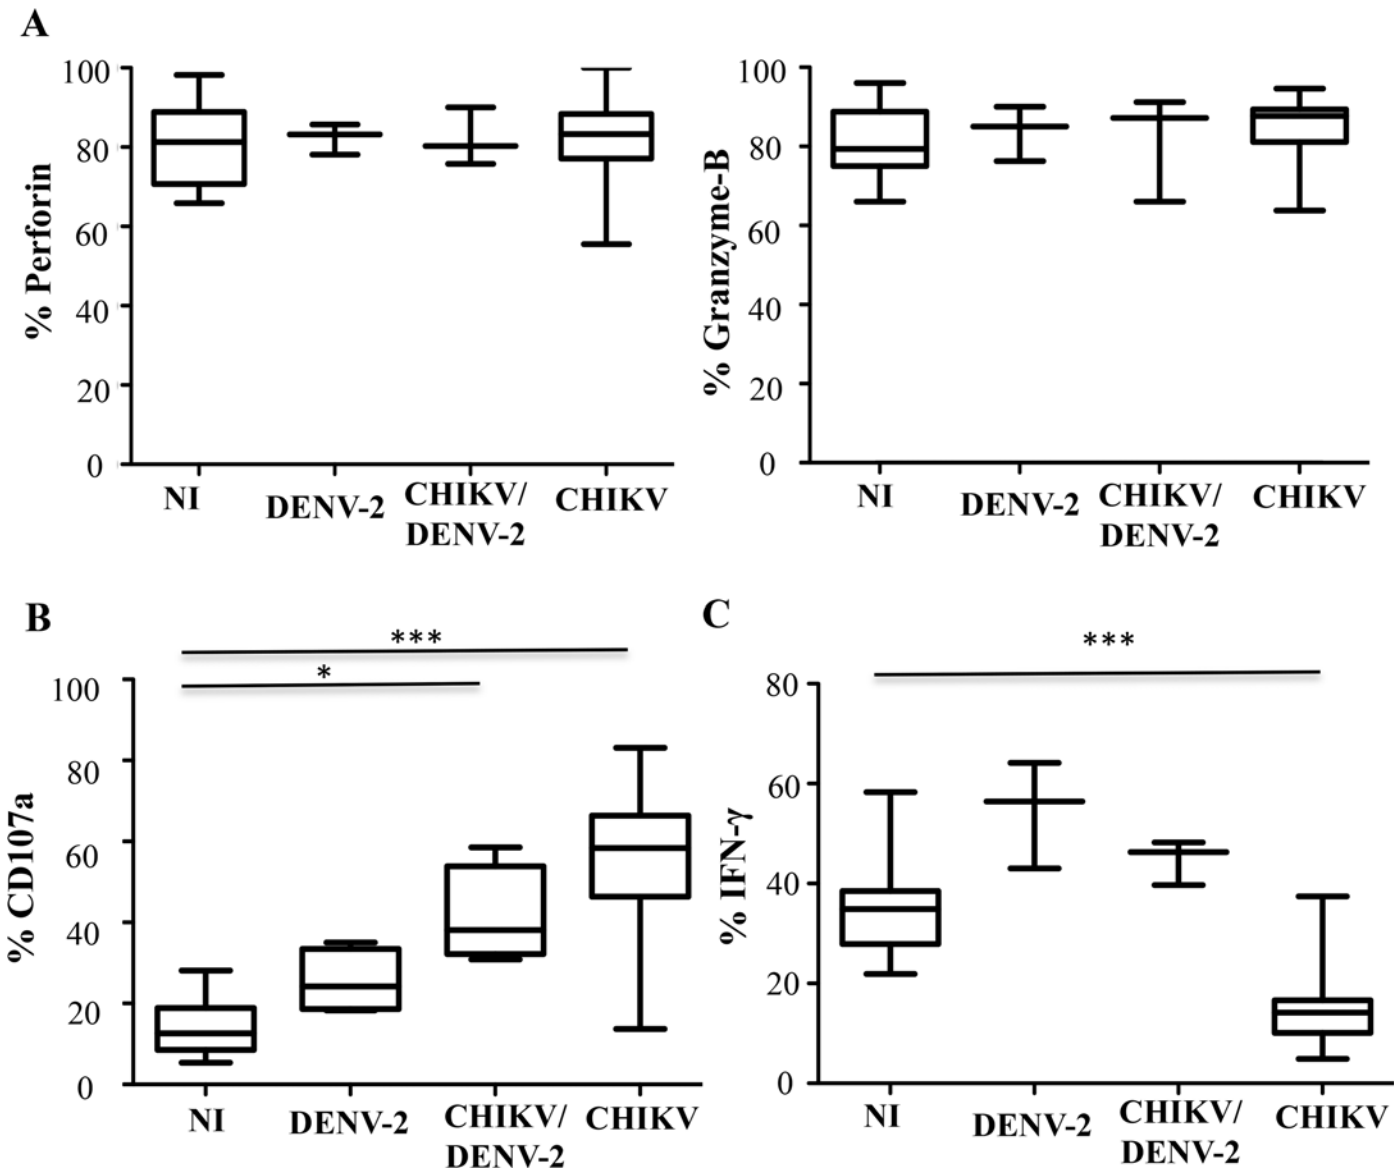 A
% Perforin
100
80
60
40
20
0
NI
DENV-2
CHIKV/
DENV-2
CHIKV
% Granzyme-B
100
80
60
40
20
0
NI
DENV-2
CHIKV/
DENV-2
CHIKV
B
***
*
% CD107a
100
80
60
40
20
0
NI
DENV-2
CHIKV/
DENV-2
CHIKV
C
***
% IFN-γ
80
60
40
20
0
NI
DENV-2
CHIKV/
DENV-2
CHIKV